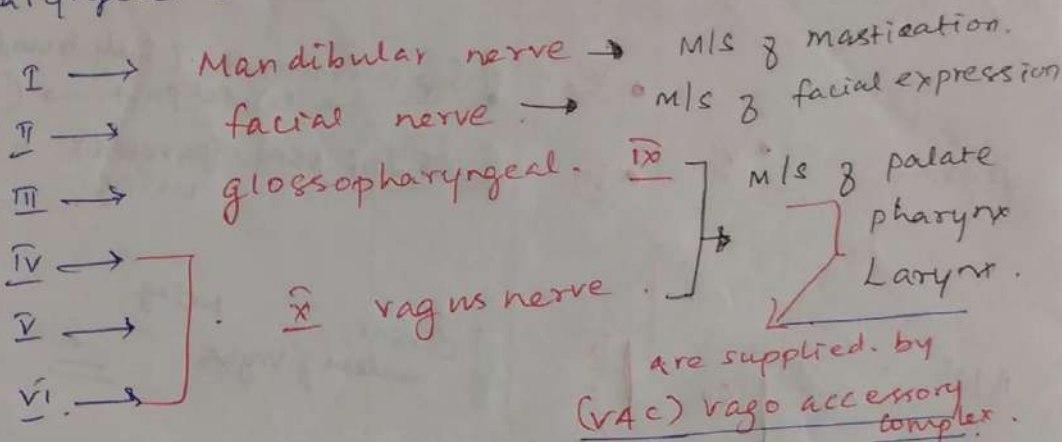 I → Mandibular nerve → M/S of mastication.
II → facial nerve → M/S of facial expression
III → glossopharyngeal. IX
M/S of palate
pharynx
Larynx.
IV →
V →
VI. →
X vagus nerve.
are supplied. by
(VAC) vago accessory
complex.